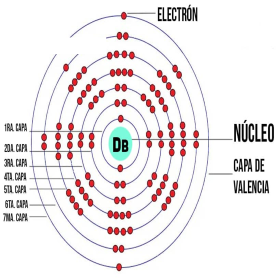 ELECTRÓN
1RA. CAPA
2DA. CAPA
3RA. CAPA
4TA. CAPA
5TA. CAPA
6TA. CAPA
7MA. CAPA
DB
NÚCLEO
CAPA DE
VALENCIA